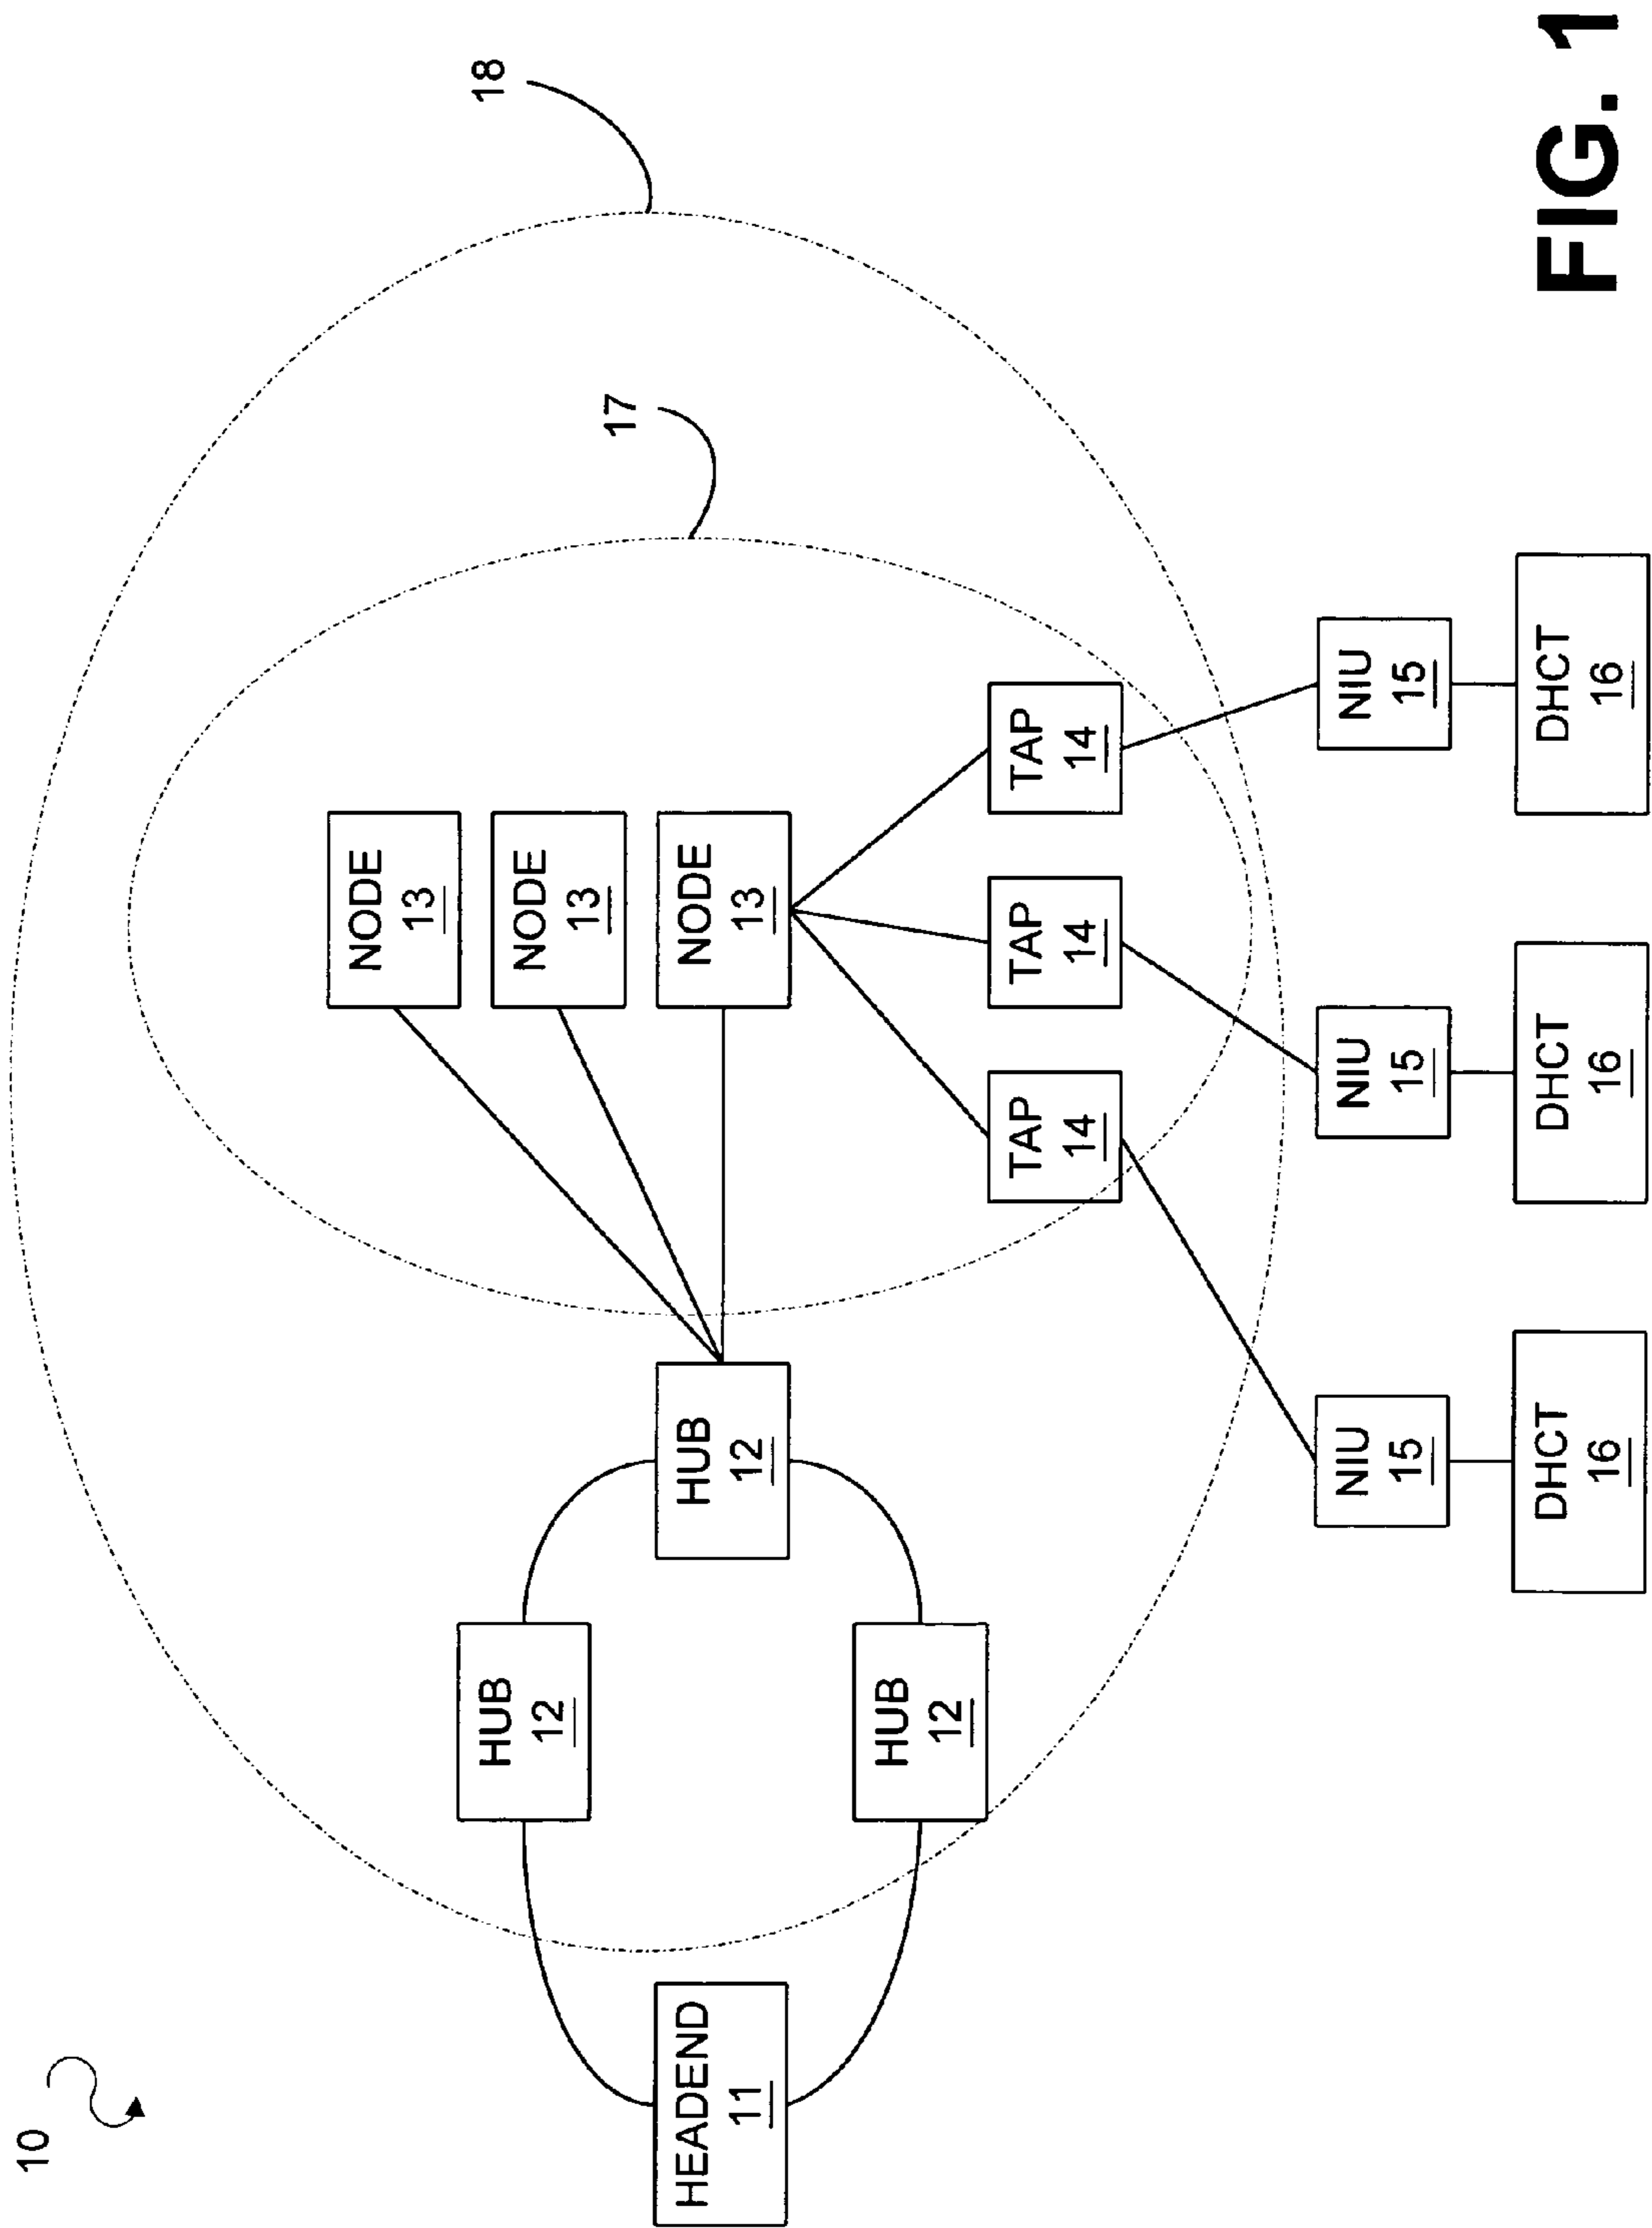 10
18
17
HEADEND
11
HUB
12
HUB
12
HUB
12
NODE
13
NODE
13
NODE
13
TAP
14
TAP
14
TAP
14
NIU
15
NIU
15
NIU
15
DHCT
16
DHCT
16
DHCT
16
FIG. 1